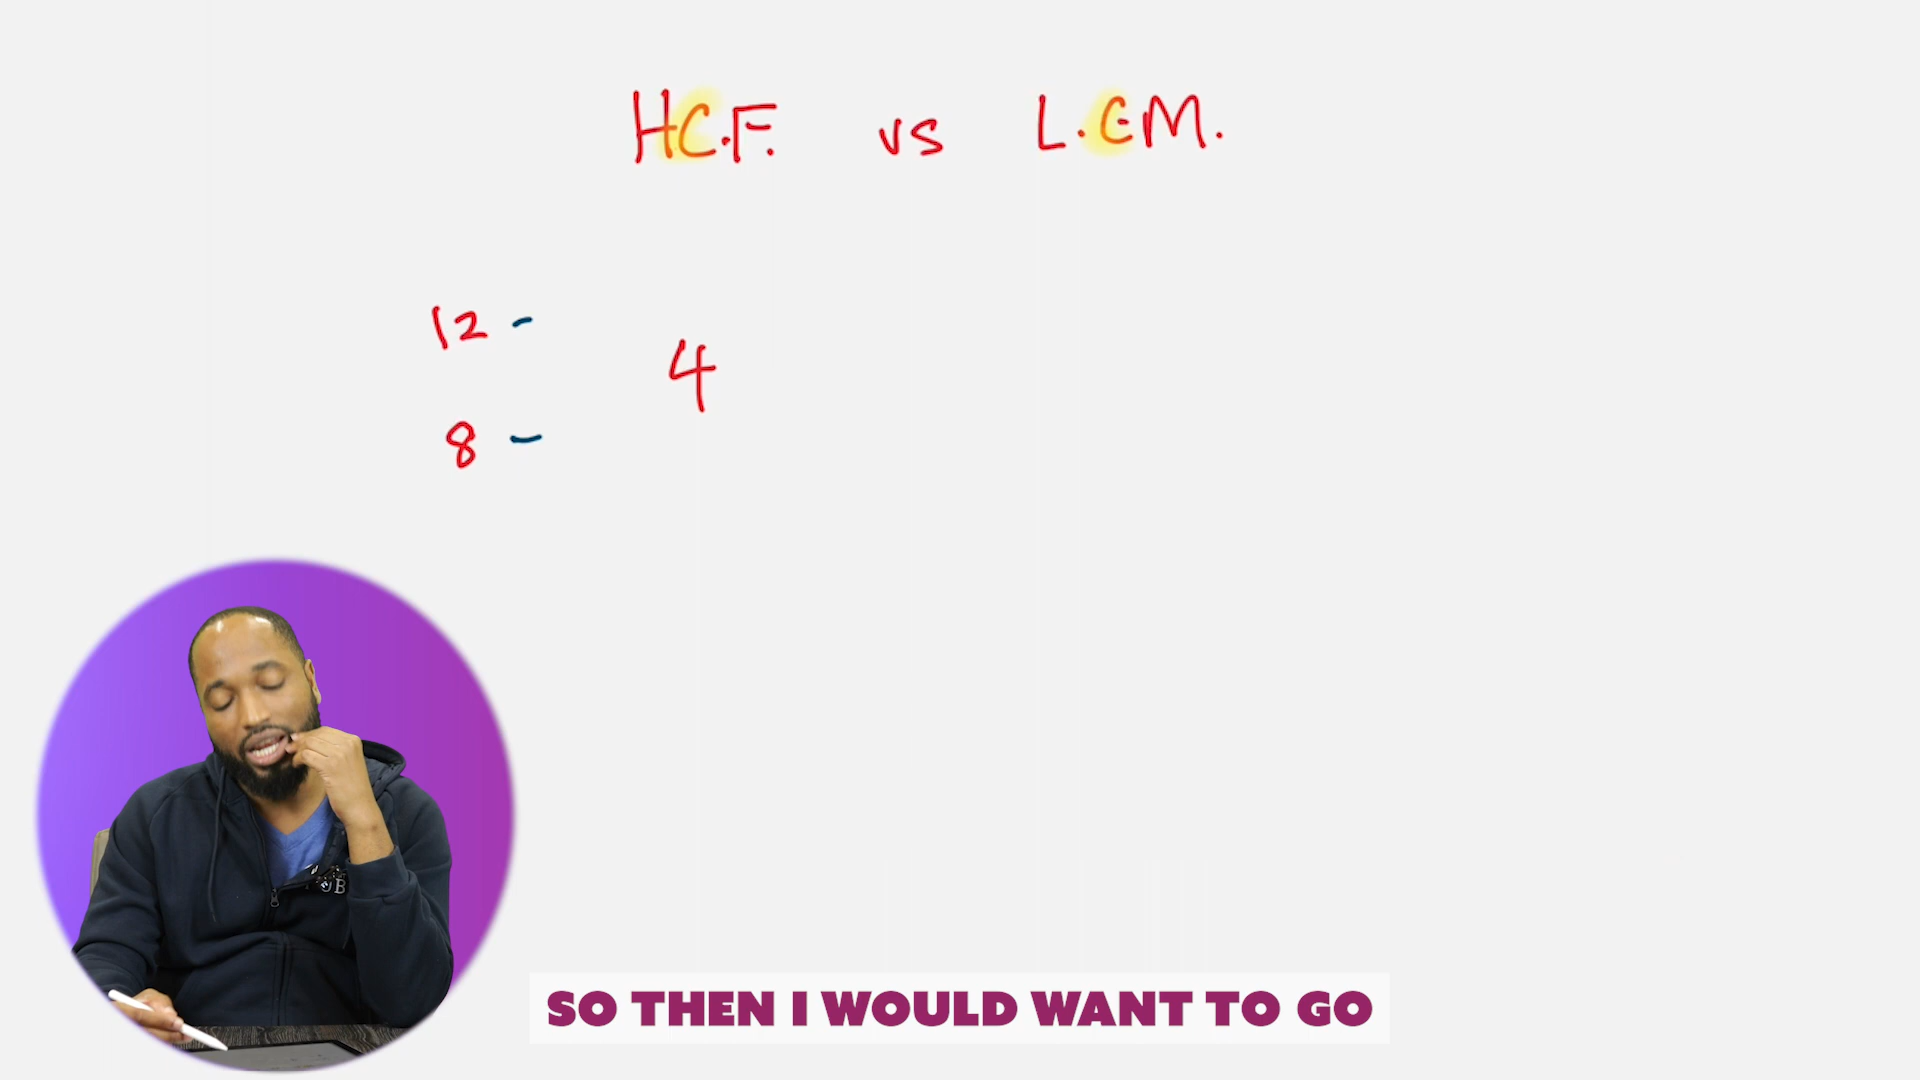 H.C.F. vs L.C.M.
12 -
4
8 -
SO THEN I WOULD WANT TO GO